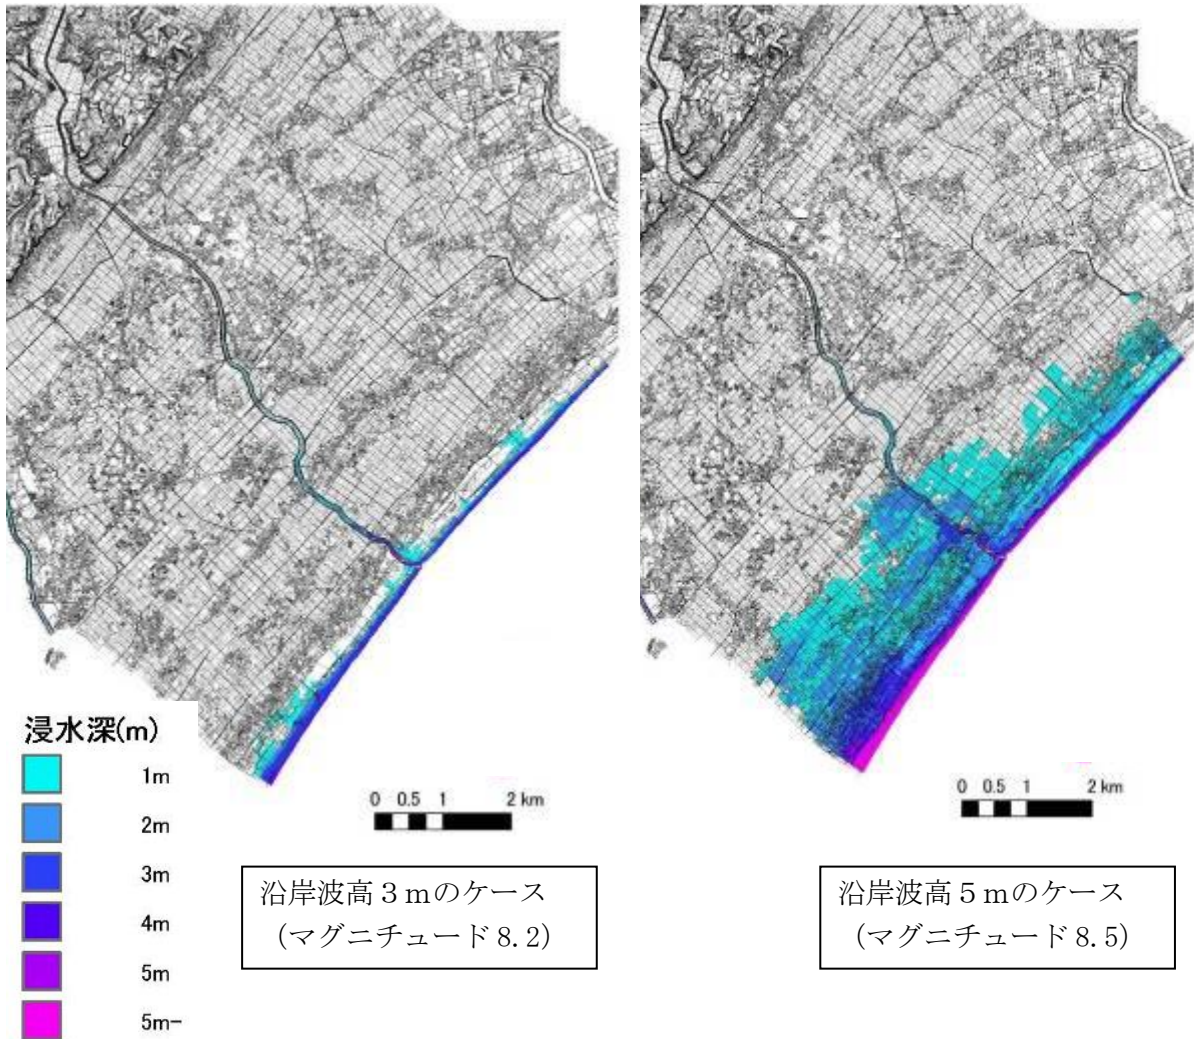 浸水深(m)
1m
2m
3m
4m
5m
5m-
0 0.5 1 2 km
沿岸波高3mのケース
(マグニチュード8.2)
0 0.5 1 2 km
沿岸波高5mのケース
(マグニチュード8.5)